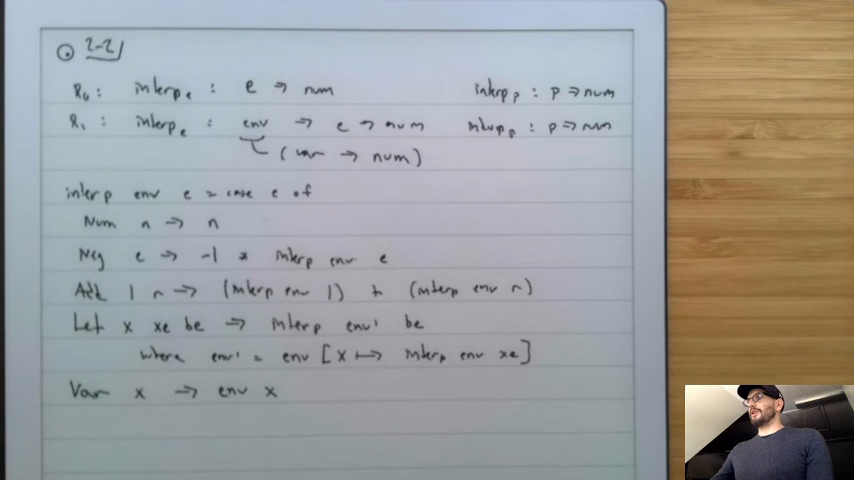 2-2
R0: interp_e : e → num    interp_p : p → num
R1: interp_e : env → e → num    interp_p : p → num
(var → num)
interp env e = case e of
Num n → n
Neg e → -1 * interp env e
Add l r → (interp env l) + (interp env r)
Let x xe be → interp env' be
where env' = env [x ↦ interp env xe]
Var x → env x